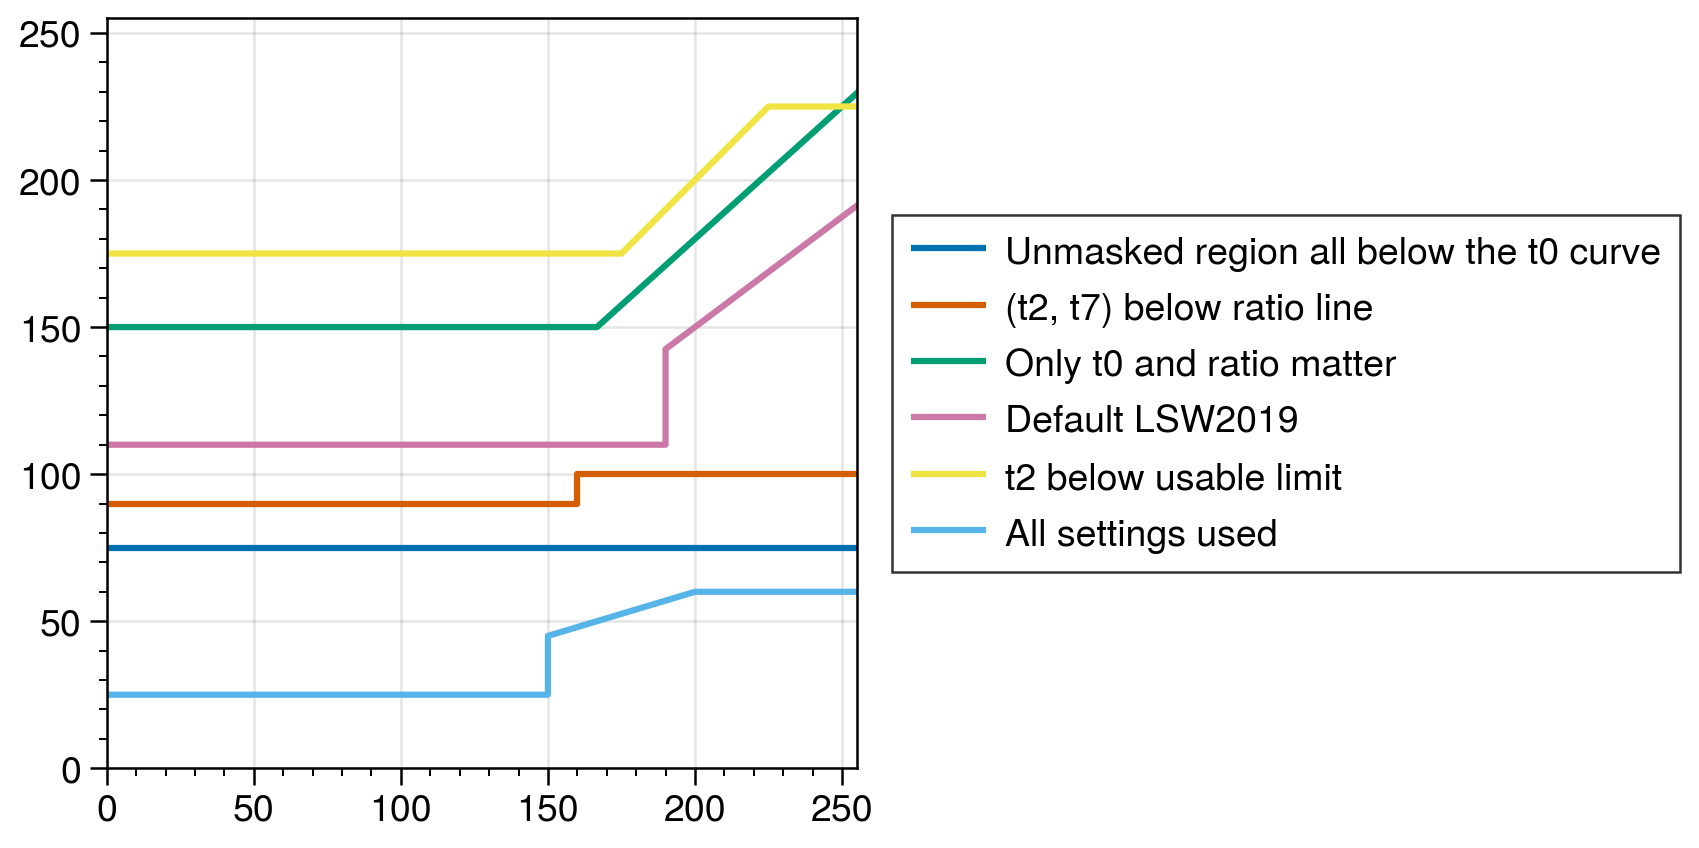 250
200
150
100
50
0
0 50 100 150 200 250
Unmasked region all below the t0 curve
(t2, t7) below ratio line
Only t0 and ratio matter
Default LSW2019
t2 below usable limit
All settings used